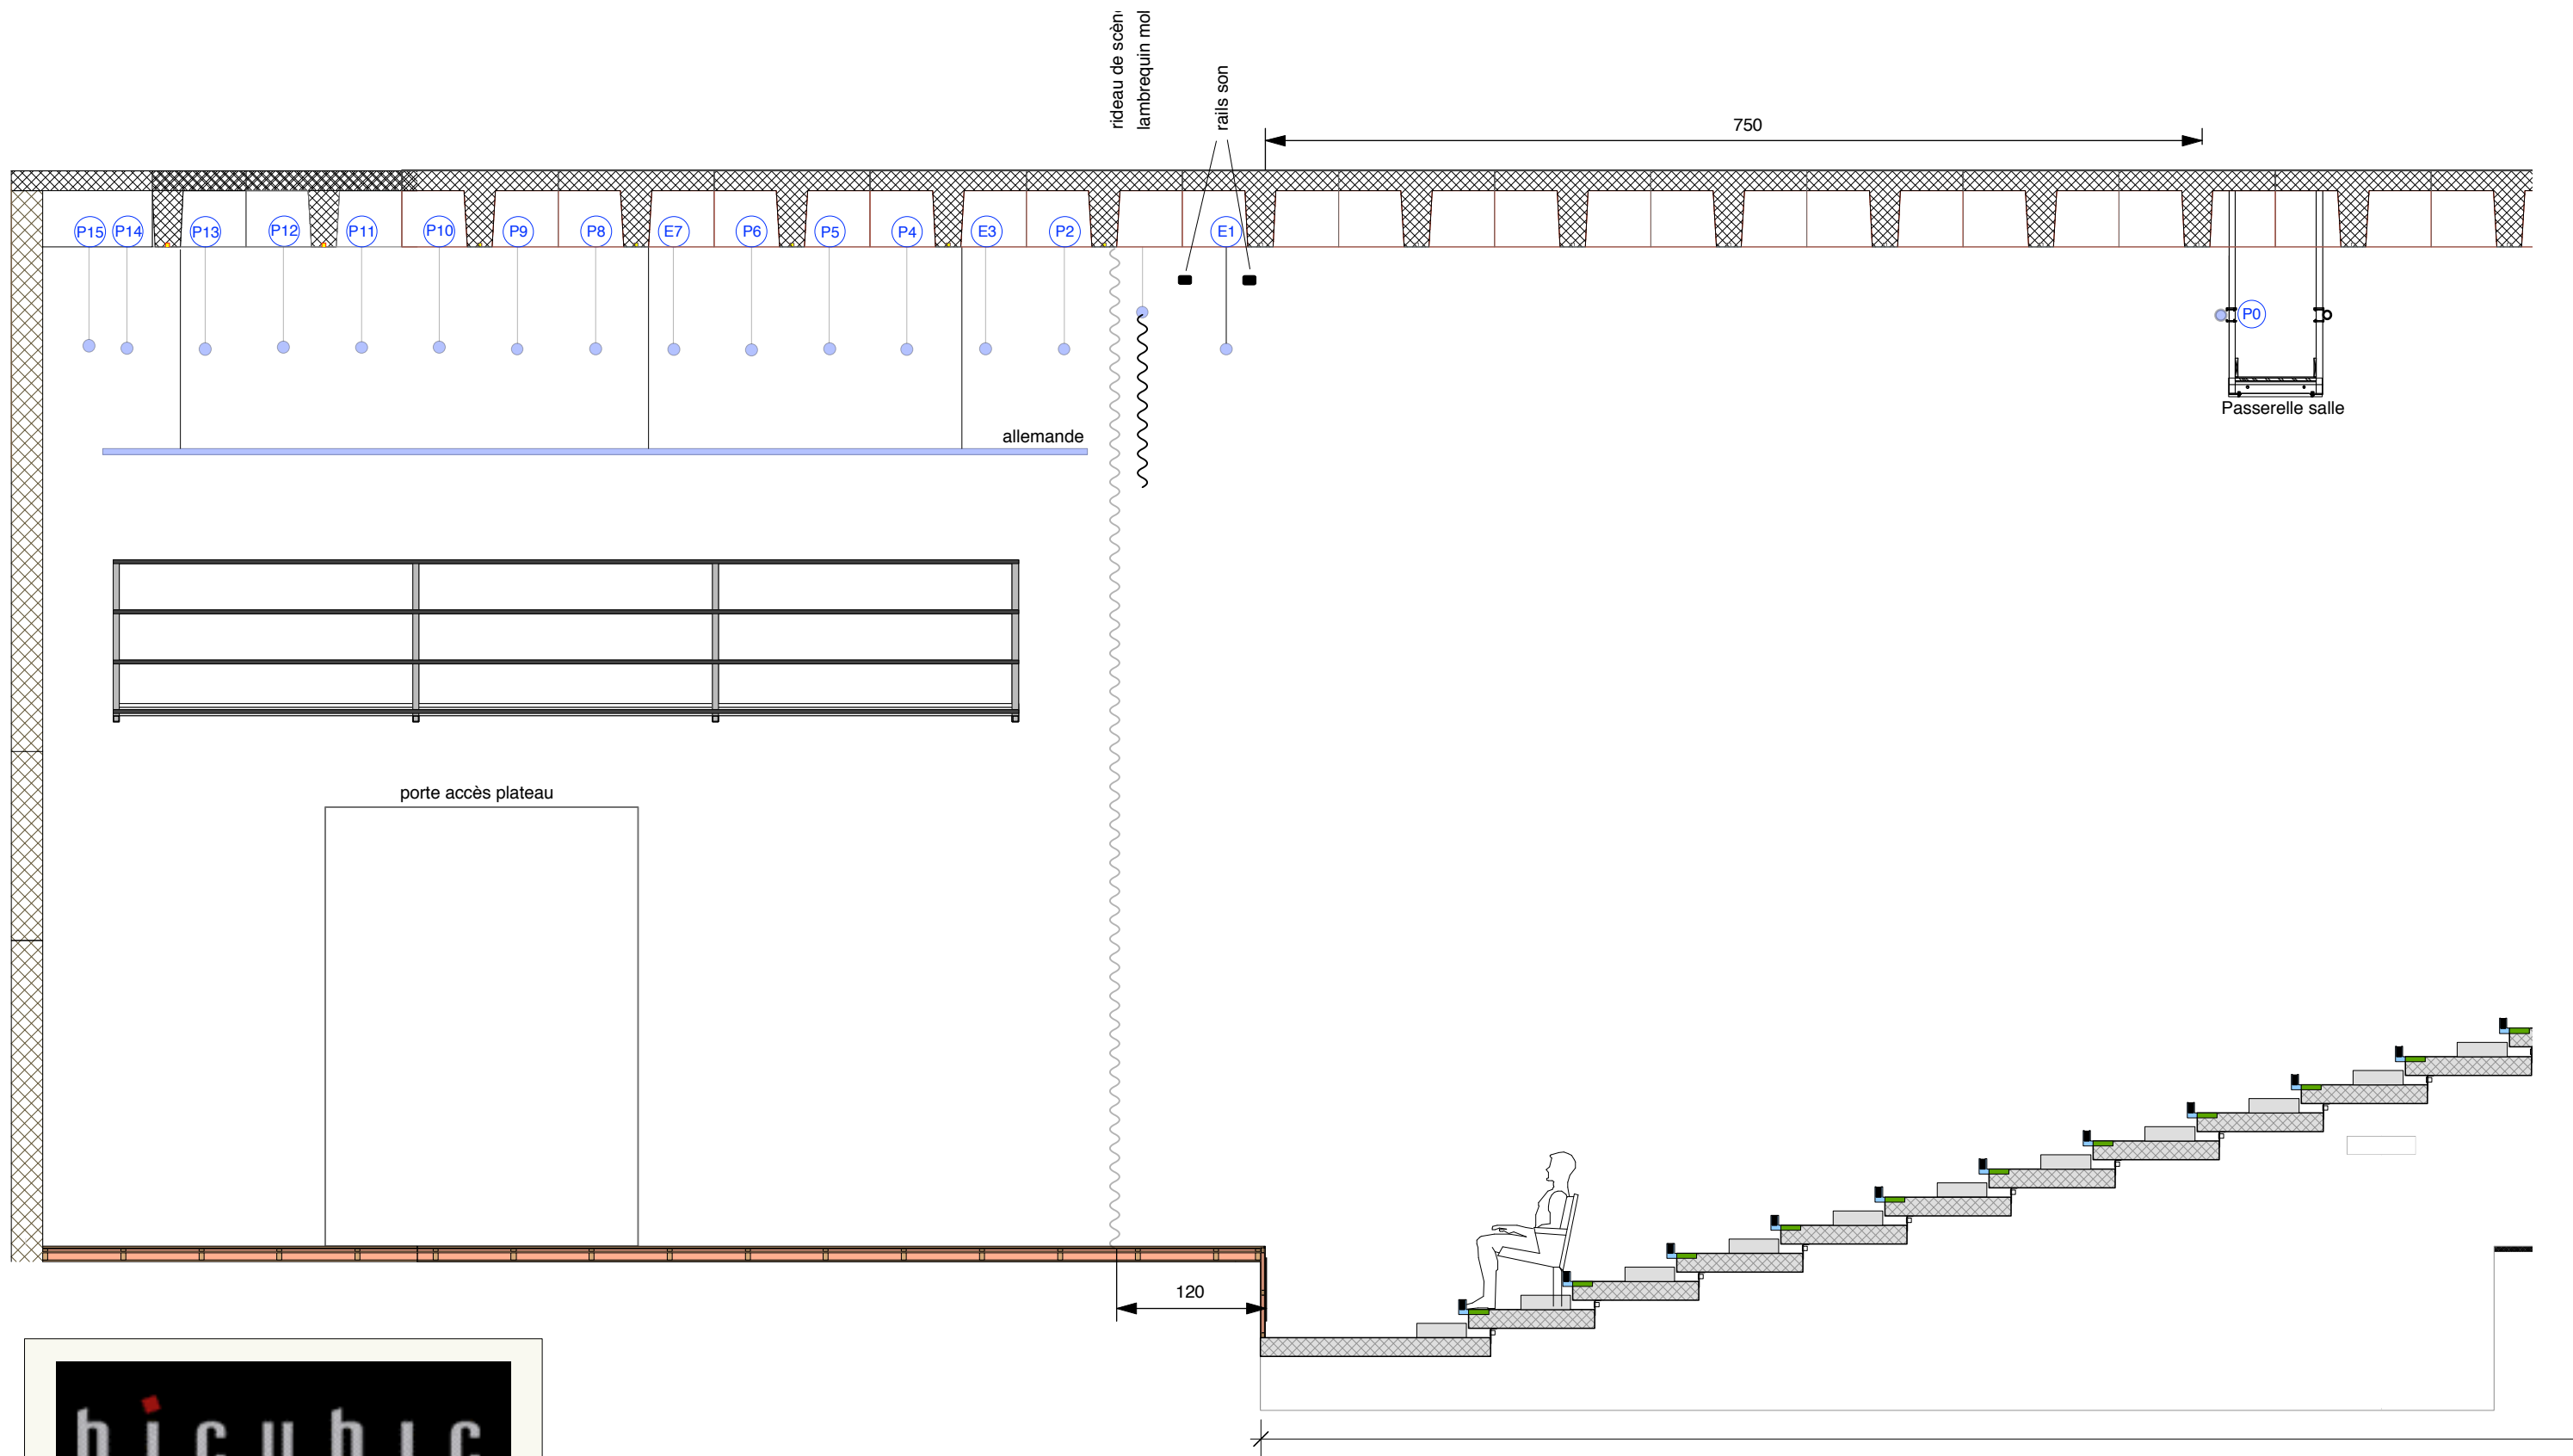 rideau de scèn
lambrequin mol
rails son
750
P15 P14 P13 P12 P11 P10 P9 P8 E7 P6 P5 P4 E3 P2 E1
P0
Passerelle salle
allemande
porte accès plateau
120
bicubic